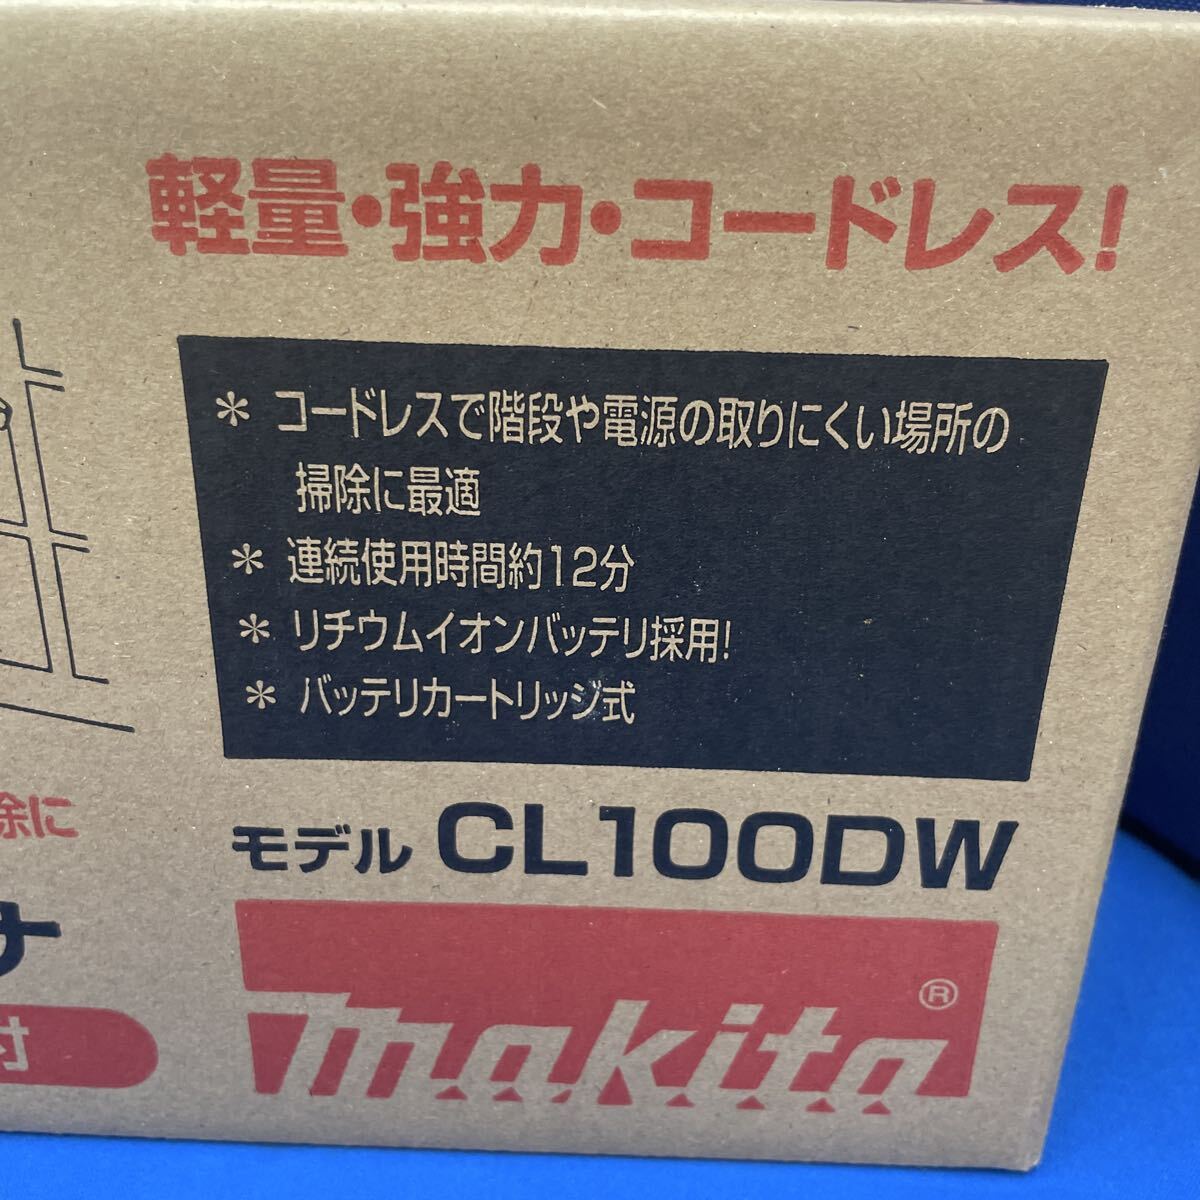 軽量・強力・コードレス!
* コードレスで階段や電源の取りにくい場所の
掃除に最適
* 連続使用時間約12分
* リチウムイオンバッテリ採用!
* バッテリカートリッジ式
除に
モデル CL100DW
ナ
付
makita®